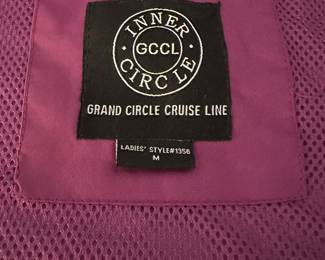 INNER
GCCL
CIRCLE
GRAND CIRCLE CRUISE LINE
LADIES' STYLE#1356
M